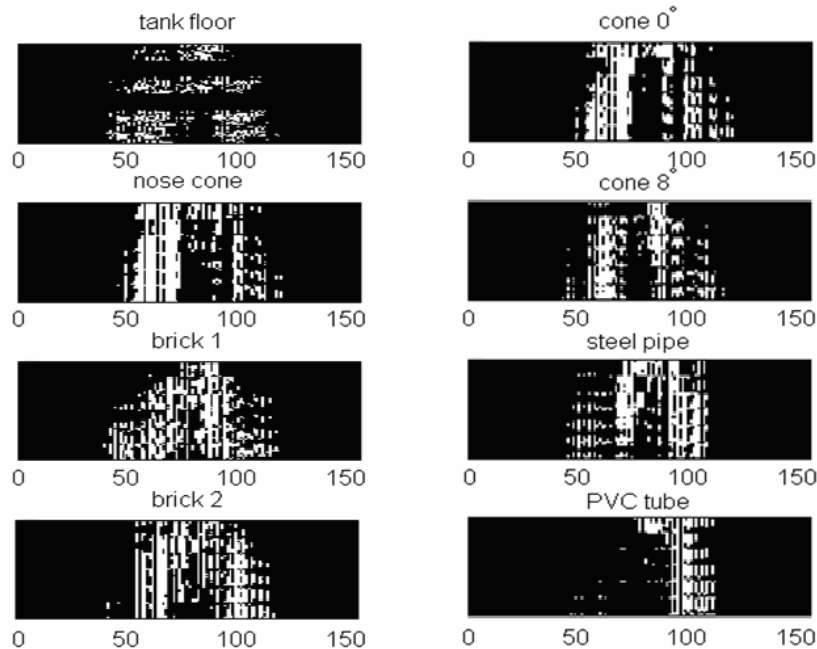 tank floor
0 50 100 150
nose cone
0 50 100 150
brick 1
0 50 100 150
brick 2
0 50 100 150
cone 0°
0 50 100 150
cone 8°
0 50 100 150
steel pipe
0 50 100 150
PVC tube
0 50 100 150